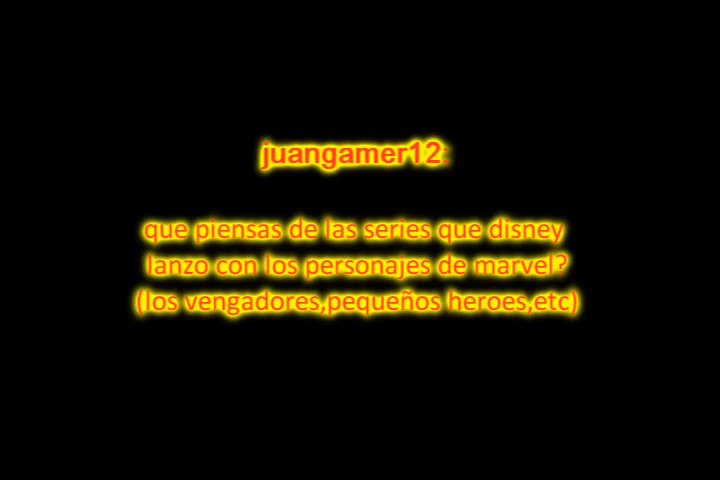 juangamer12:
que piensas de las series que disney
lanzo con los personajes de marvel?
(los vengadores,pequeños heroes,etc)